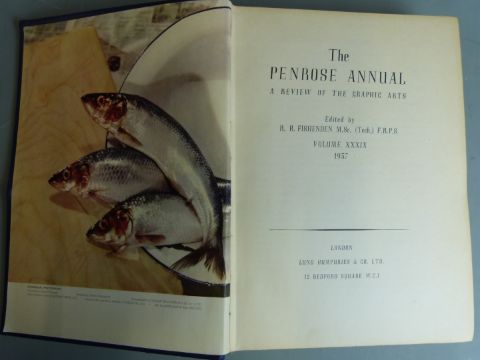 The
PENROSE ANNUAL
A REVIEW OF THE GRAPHIC ARTS
Edited by
R. B. FISHENDEN M.Sc. (Tech.) F.R.P.S.
VOLUME XXXIX
1937
LONDON
LUND HUMPHRIES & CO. LTD.
12 BEDFORD SQUARE W.C.1